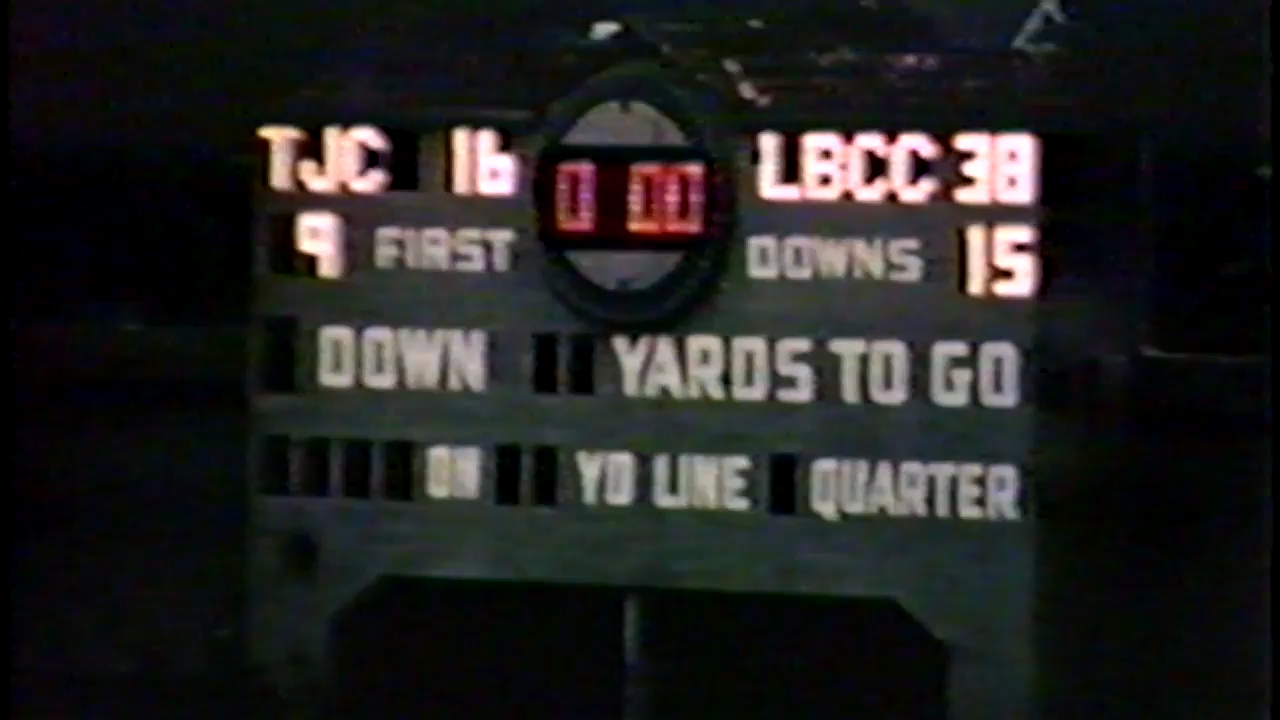 TJC 16 0 00 LBCC 38
9 FIRST DOWNS 15
DOWN YARDS TO GO
ON YD LINE QUARTER